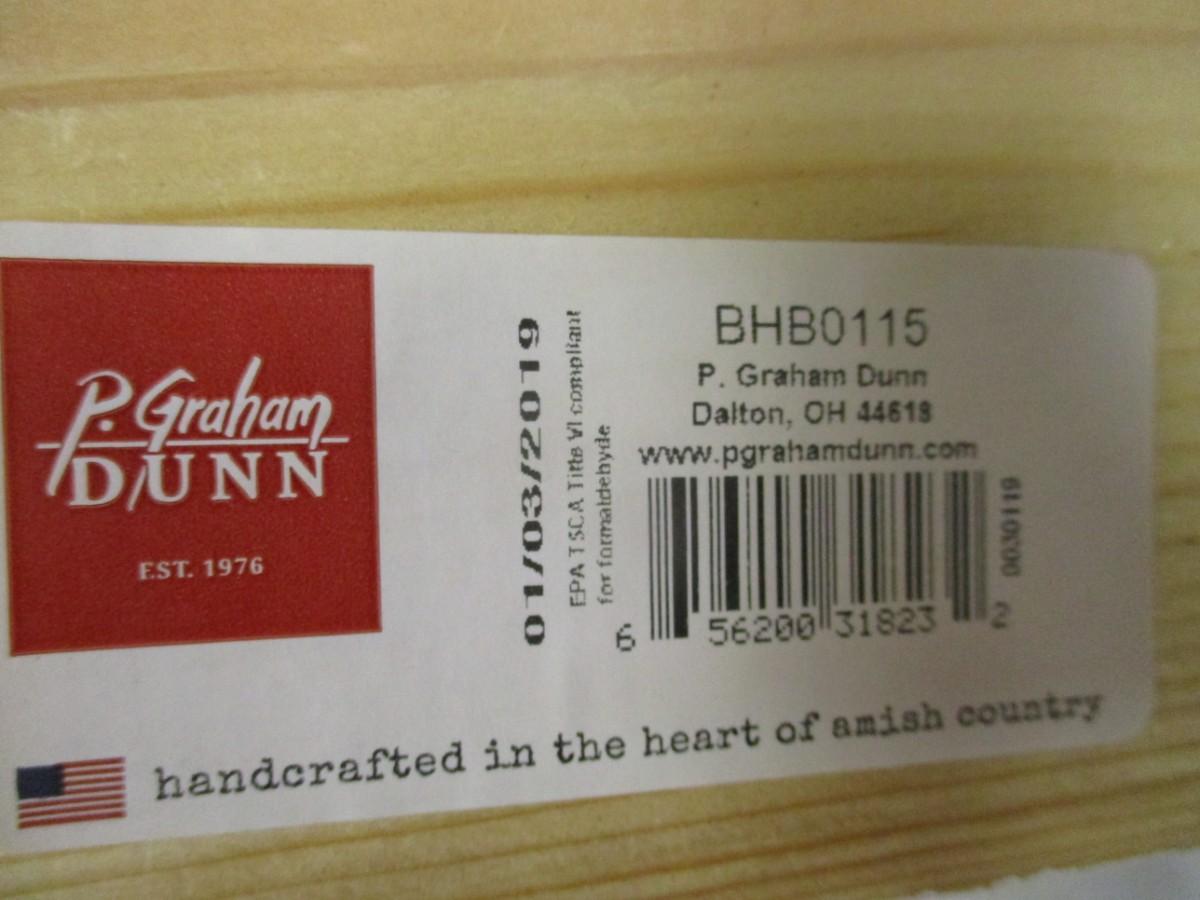 P. Graham
DUNN
EST. 1976
01/03/2019
EPA TSCA Title VI compliant
for formaldehyde
BHB0115
P. Graham Dunn
Dalton, OH 44618
www.pgrahamdunn.com
6 56200 31823 2
0030119
handcrafted in the heart of amish country